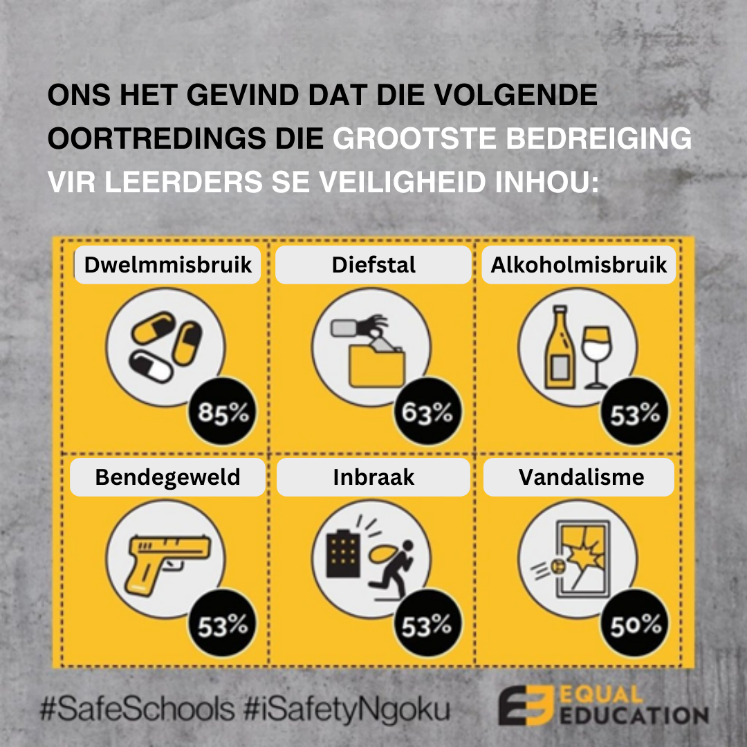 ONS HET GEVIND DAT DIE VOLGENDE
OORTREDINGS DIE GROOTSTE BEDREIGING
VIR LEERDERS SE VEILIGHEID INHOU:
Dwelmmisbruik
85%
Diefstal
63%
Alkoholmisbruik
53%
Bendegeweld
53%
Inbraak
53%
Vandalisme
50%
#SafeSchools #iSafetyNgoku
EQUAL
EDUCATION